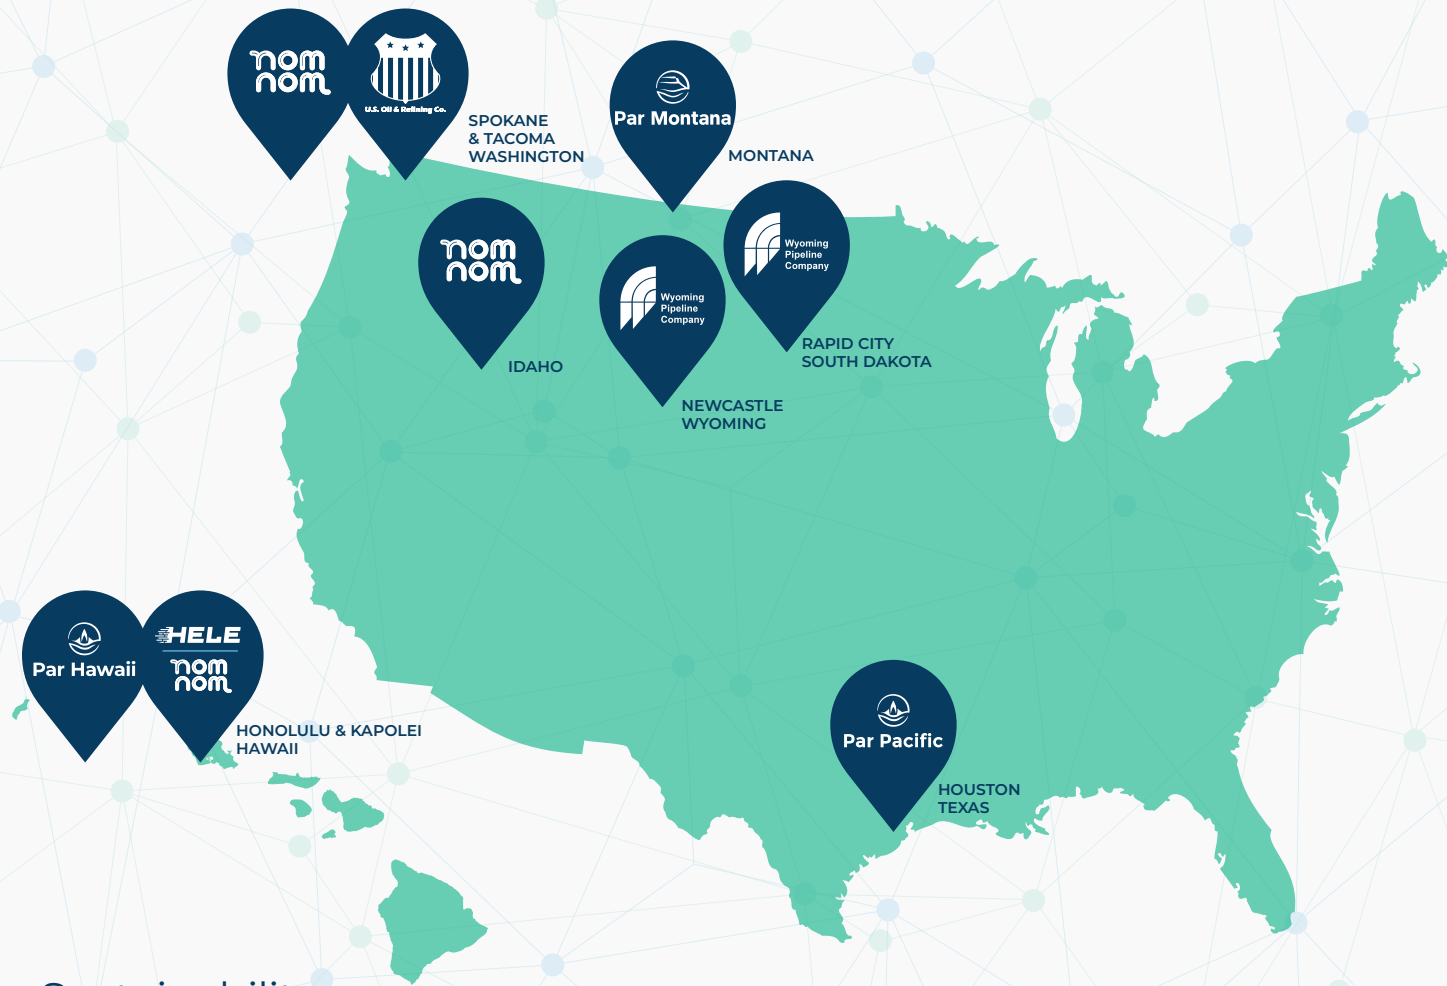 nom
nom
U.S. Oil & Refining Co.
SPOKANE
& TACOMA
WASHINGTON
Par Montana
MONTANA
nom
nom
IDAHO
Wyoming
Pipeline
Company
NEWCASTLE
WYOMING
Wyoming
Pipeline
Company
RAPID CITY
SOUTH DAKOTA
Par Hawaii
HELE
nom
nom
HONOLULU & KAPOLEI
HAWAII
Par Pacific
HOUSTON
TEXAS